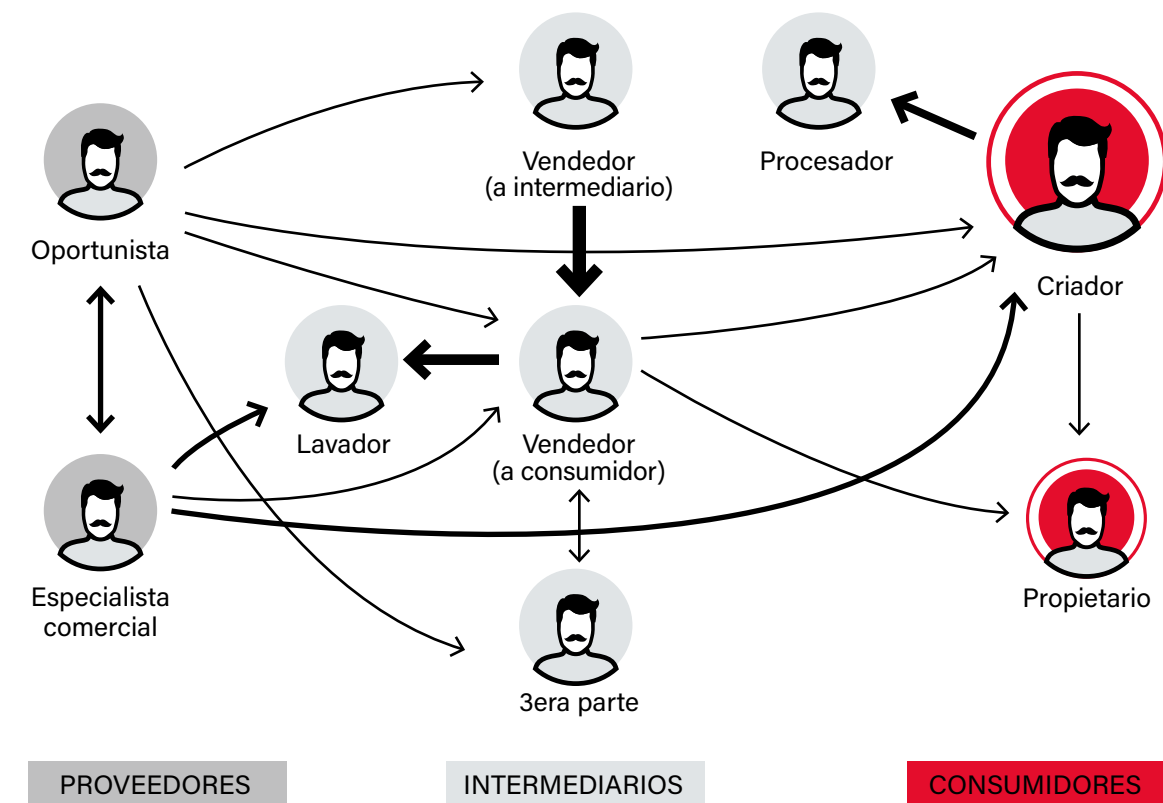 Vendedor
(a intermediario)
Procesador
Oportunista
Criador
Lavador
Vendedor
(a consumidor)
Especialista
comercial
Propietario
3era parte
PROVEEDORES
INTERMEDIARIOS
CONSUMIDORES